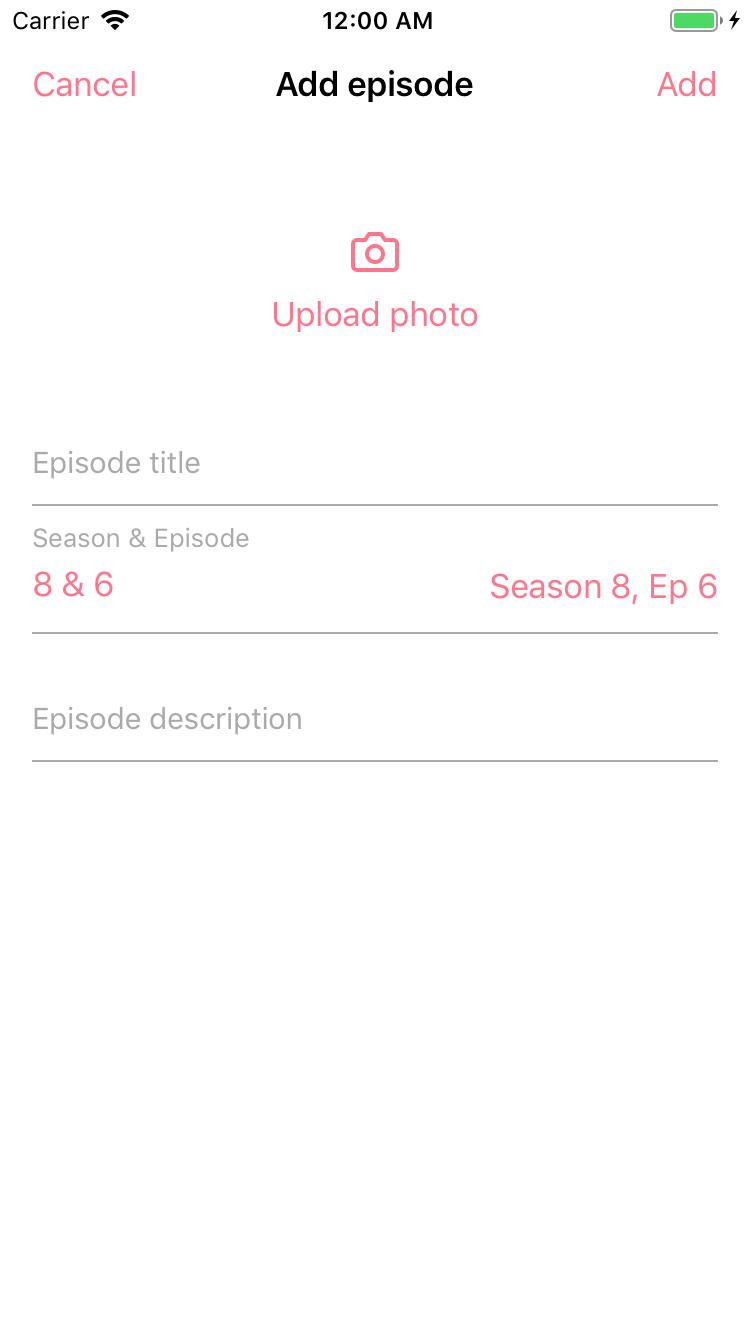 Carrier 12:00 AM
Cancel Add episode Add
Upload photo
Episode title
Season & Episode
8 & 6 Season 8, Ep 6
Episode description